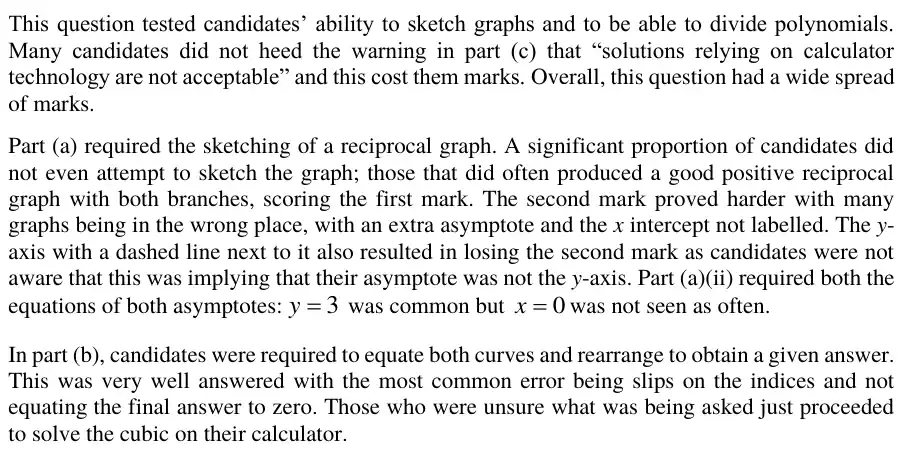 This question tested candidates’ ability to sketch graphs and to be able to divide polynomials.
Many candidates did not heed the warning in part (c) that “solutions relying on calculator
technology are not acceptable” and this cost them marks. Overall, this question had a wide spread
of marks.
Part (a) required the sketching of a reciprocal graph. A significant proportion of candidates did
not even attempt to sketch the graph; those that did often produced a good positive reciprocal
graph with both branches, scoring the first mark. The second mark proved harder with many
graphs being in the wrong place, with an extra asymptote and the x intercept not labelled. The y-
axis with a dashed line next to it also resulted in losing the second mark as candidates were not
aware that this was implying that their asymptote was not the y-axis. Part (a)(ii) required both the
equations of both asymptotes: y = 3 was common but x = 0 was not seen as often.
In part (b), candidates were required to equate both curves and rearrange to obtain a given answer.
This was very well answered with the most common error being slips on the indices and not
equating the final answer to zero. Those who were unsure what was being asked just proceeded
to solve the cubic on their calculator.